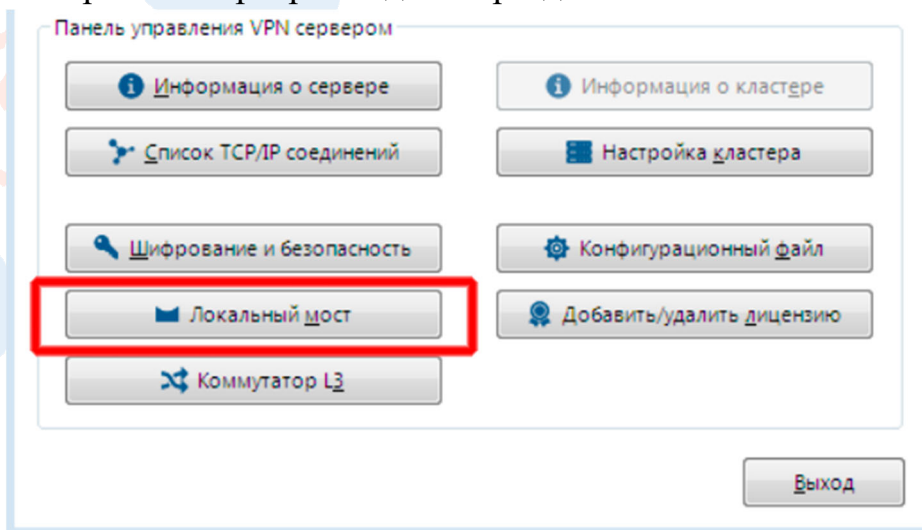 Панель управления VPN сервером
Информация о сервере
Информация о кластере
Список TCP/IP соединений
Настройка кластера
Шифрование и безопасность
Конфигурационный файл
Локальный мост
Добавить/удалить лицензию
Коммутатор L3
Выход